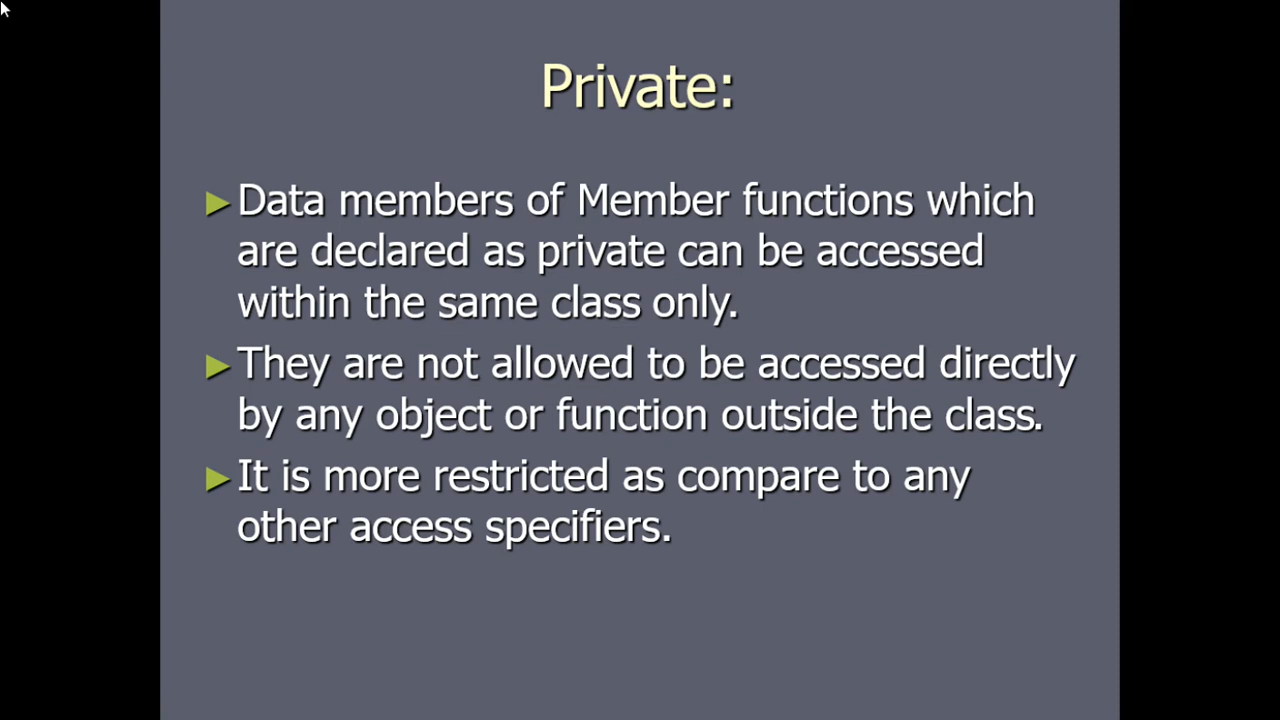 Private:
►Data members of Member functions which
are declared as private can be accessed
within the same class only.
►They are not allowed to be accessed directly
by any object or function outside the class.
►It is more restricted as compare to any
other access specifiers.